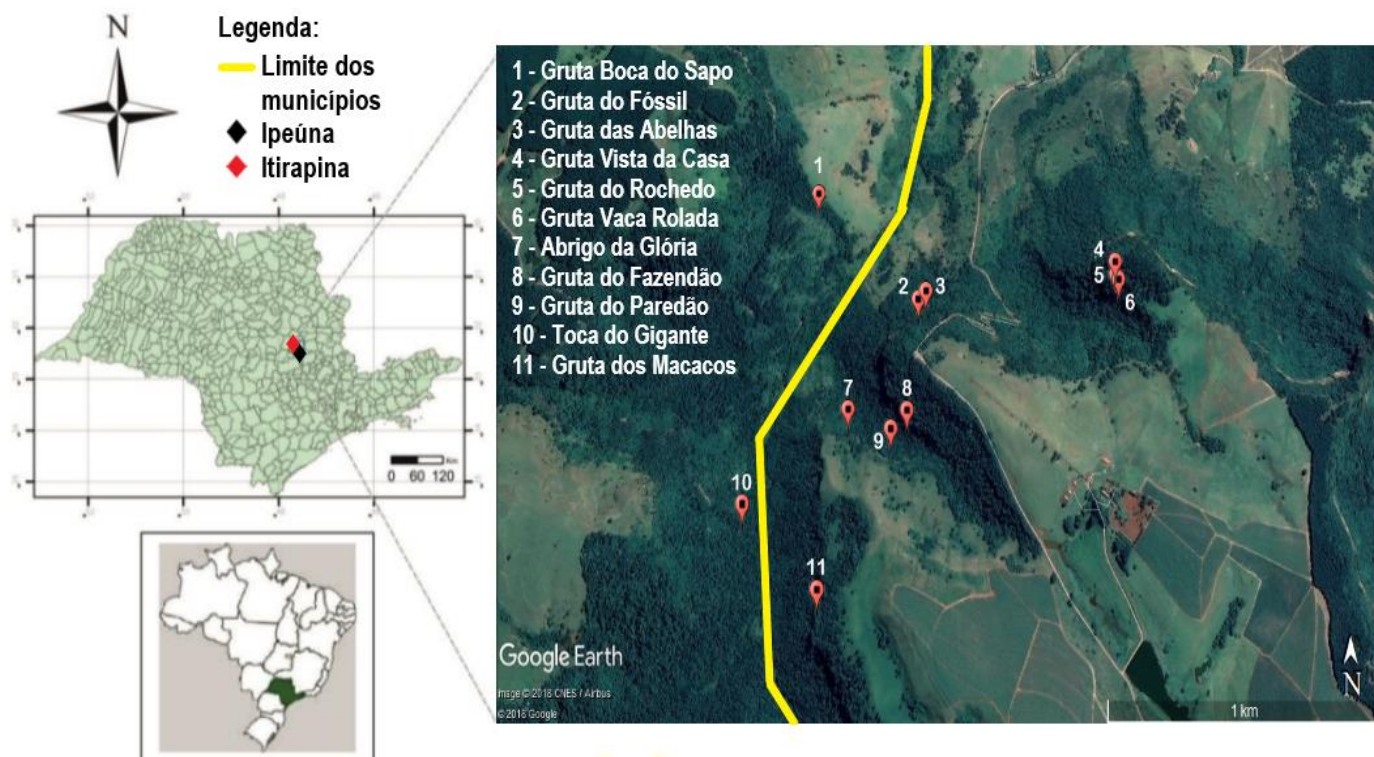 N
Legenda:
Limite dos
municípios
Ipeúna
Itirapina
0 60 120 Km
1 - Gruta Boca do Sapo
2 - Gruta do Fóssil
3 - Gruta das Abelhas
4 - Gruta Vista da Casa
5 - Gruta do Rochedo
6 - Gruta Vaca Rolada
7 - Abrigo da Glória
8 - Gruta do Fazendão
9 - Gruta do Paredão
10 - Toca do Gigante
11 - Gruta dos Macacos
1
4
5
6
2 3
7
8
9
10
11
Google Earth
Image © 2018 CNES / Airbus
© 2018 Google
N
1 km